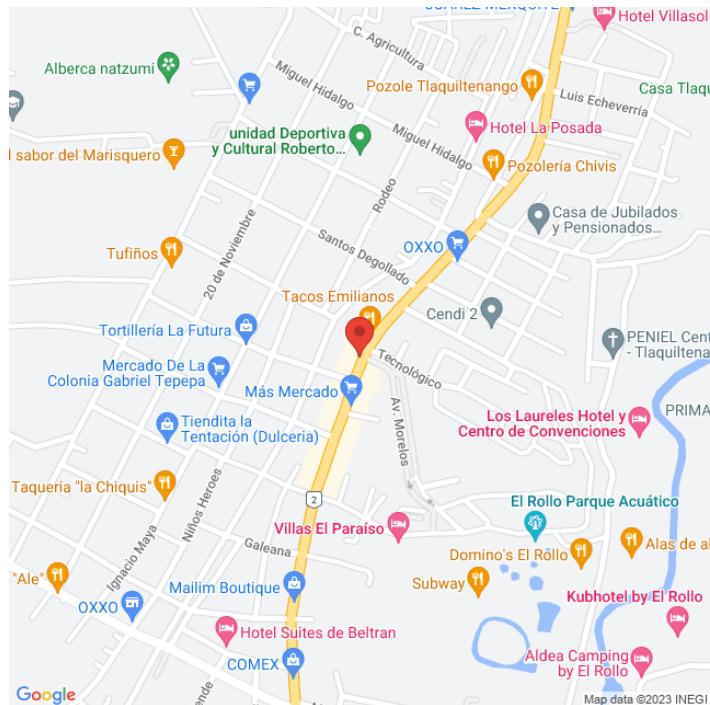 JUÁREZ MEXQUITE
Hotel Villasol
C. Agricultura
Alberca natzumi
Miguel Hidalgo
Pozole Tlaquiltenango
Casa Tlaqu
Luis Echeverría
Hotel La Posada
unidad Deportiva
y Cultural Roberto...
Miguel Hidalgo
l sabor del Marisquero
Pozolería Chivis
Rodeo
Casa de Jubilados
y Pensionados...
20 de Noviembre
Santos Degollado
OXXO
Tufiños
Tacos Emilianos
Cendi 2
Tortillería La Futura
PENIEL Cent
- Tlaquiltena
Tecnológico
Mercado De La
Colonia Gabriel Tepepa
Más Mercado
Av. Morelos
PRIMA
Los Laureles Hotel y
Centro de Convenciones
Tiendita la
Tentación (Dulceria)
Niños Heroes
Taqueria "la Chiquis"
2
El Rollo Parque Acuático
Villas El Paraíso
Ignacio Maya
Galeana
Domino's El Rollo
Alas de al
"Ale"
Mailim Boutique
Subway
Kubhotel by El Rollo
OXXO
Hotel Suites de Beltran
Aldea Camping
by El Rollo
COMEX
ende
Google
Map data ©2023 INEGI